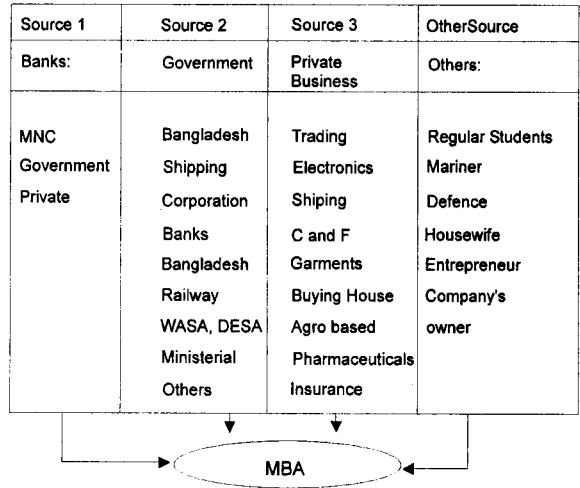 Source 1 Source 2 Source 3 OtherSource
Banks: Government Private Business Others:
MNC Bangladesh Trading Regular Students
Government Shipping Electronics Mariner
Private Corporation Shiping Defence
Banks C and F Housewife
Bangladesh Garments Entrepreneur
Railway Buying House Company's
WASA, DESA Agro based owner
Ministerial Pharmaceuticals
Others Insurance
MBA